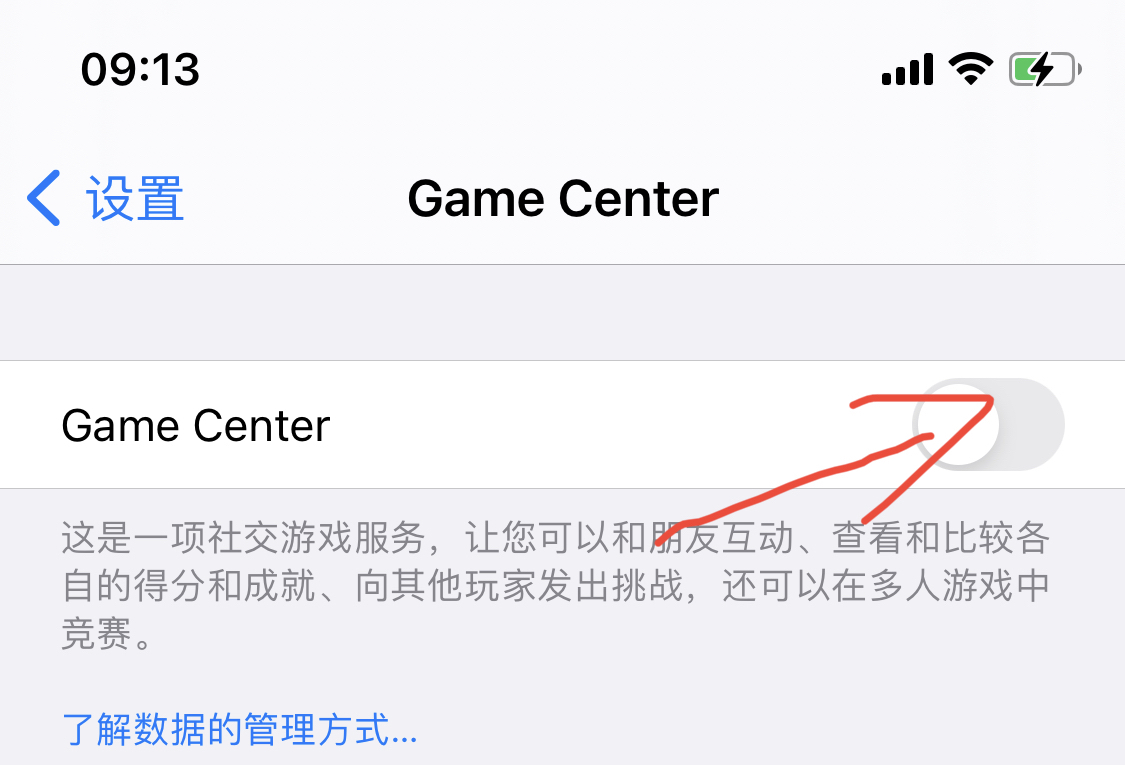 09:13
设置
Game Center
Game Center
这是一项社交游戏服务，让您可以和朋友互动、查看和比较各
自的得分和成就、向其他玩家发出挑战，还可以在多人游戏中
竞赛。
了解数据的管理方式...